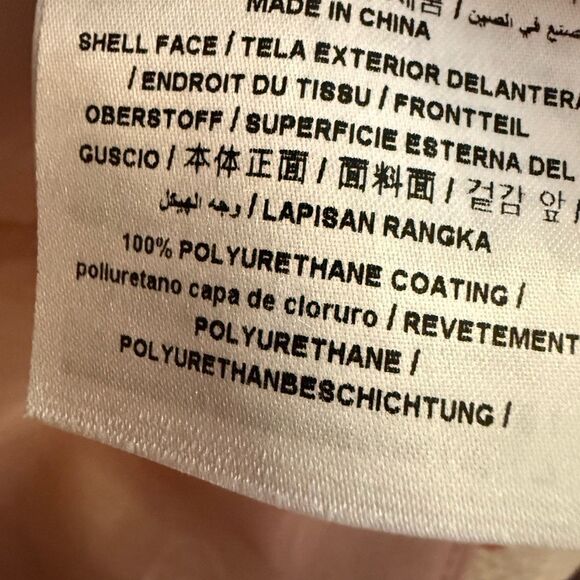 MADE IN CHINA
SHELL FACE / TELA EXTERIOR DELANTERA
/ ENDROIT DU TISSU / FRONTTEIL
OBERSTOFF / SUPERFICIE ESTERNA DEL
GUSCIO / 本体正面 / 面料面 / 겉감 앞 /
وجه الهيكل / LAPISAN RANGKA
100% POLYURETHANE COATING /
poliuretano capa de cloruro / REVETEMENT
POLYURETHANE /
POLYURETHANBESCHICHTUNG /